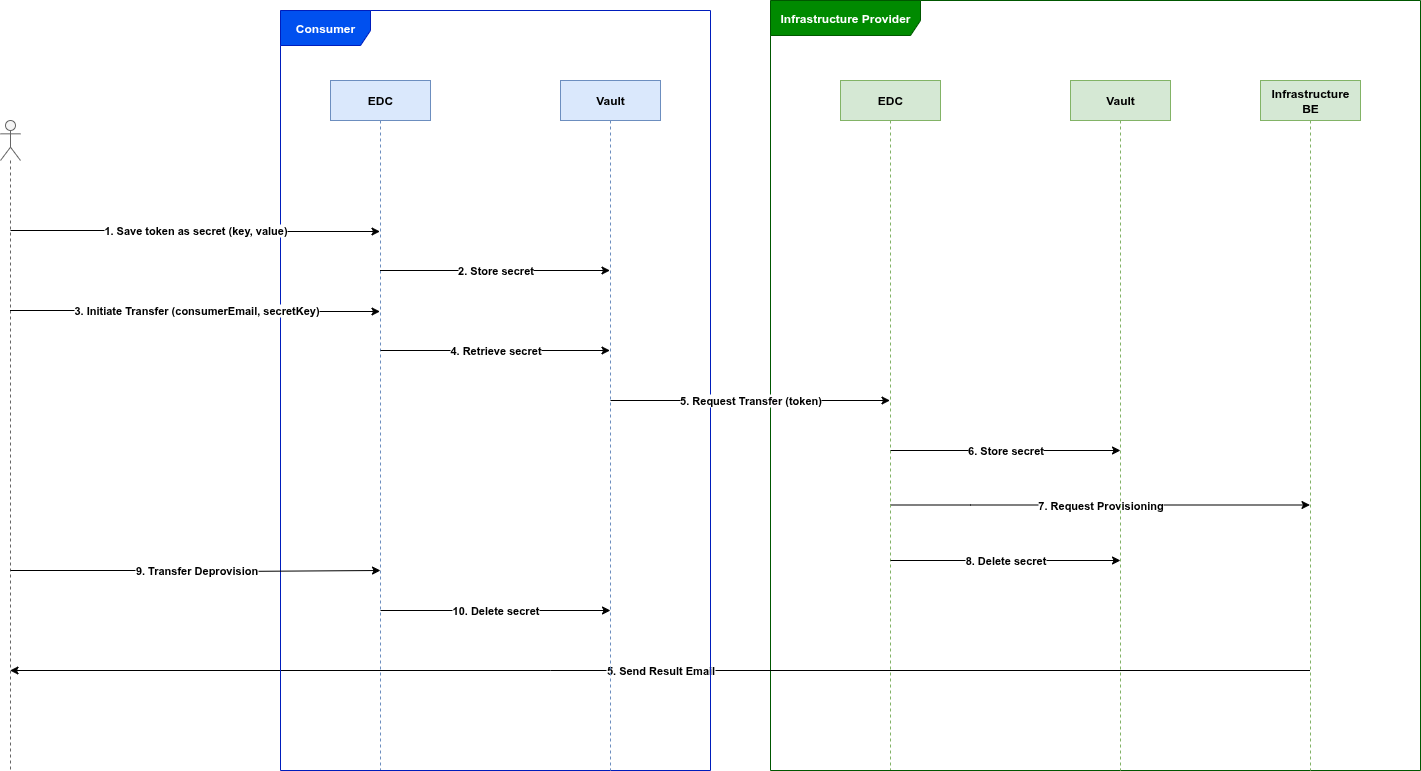 Consumer
Infrastructure Provider
EDC
Vault
EDC
Vault
Infrastructure
BE
1. Save token as secret (key, value)
2. Store secret
3. Initiate Transfer (consumerEmail, secretKey)
4. Retrieve secret
5. Request Transfer (token)
6. Store secret
7. Request Provisioning
8. Delete secret
9. Transfer Deprovision
10. Delete secret
5. Send Result Email